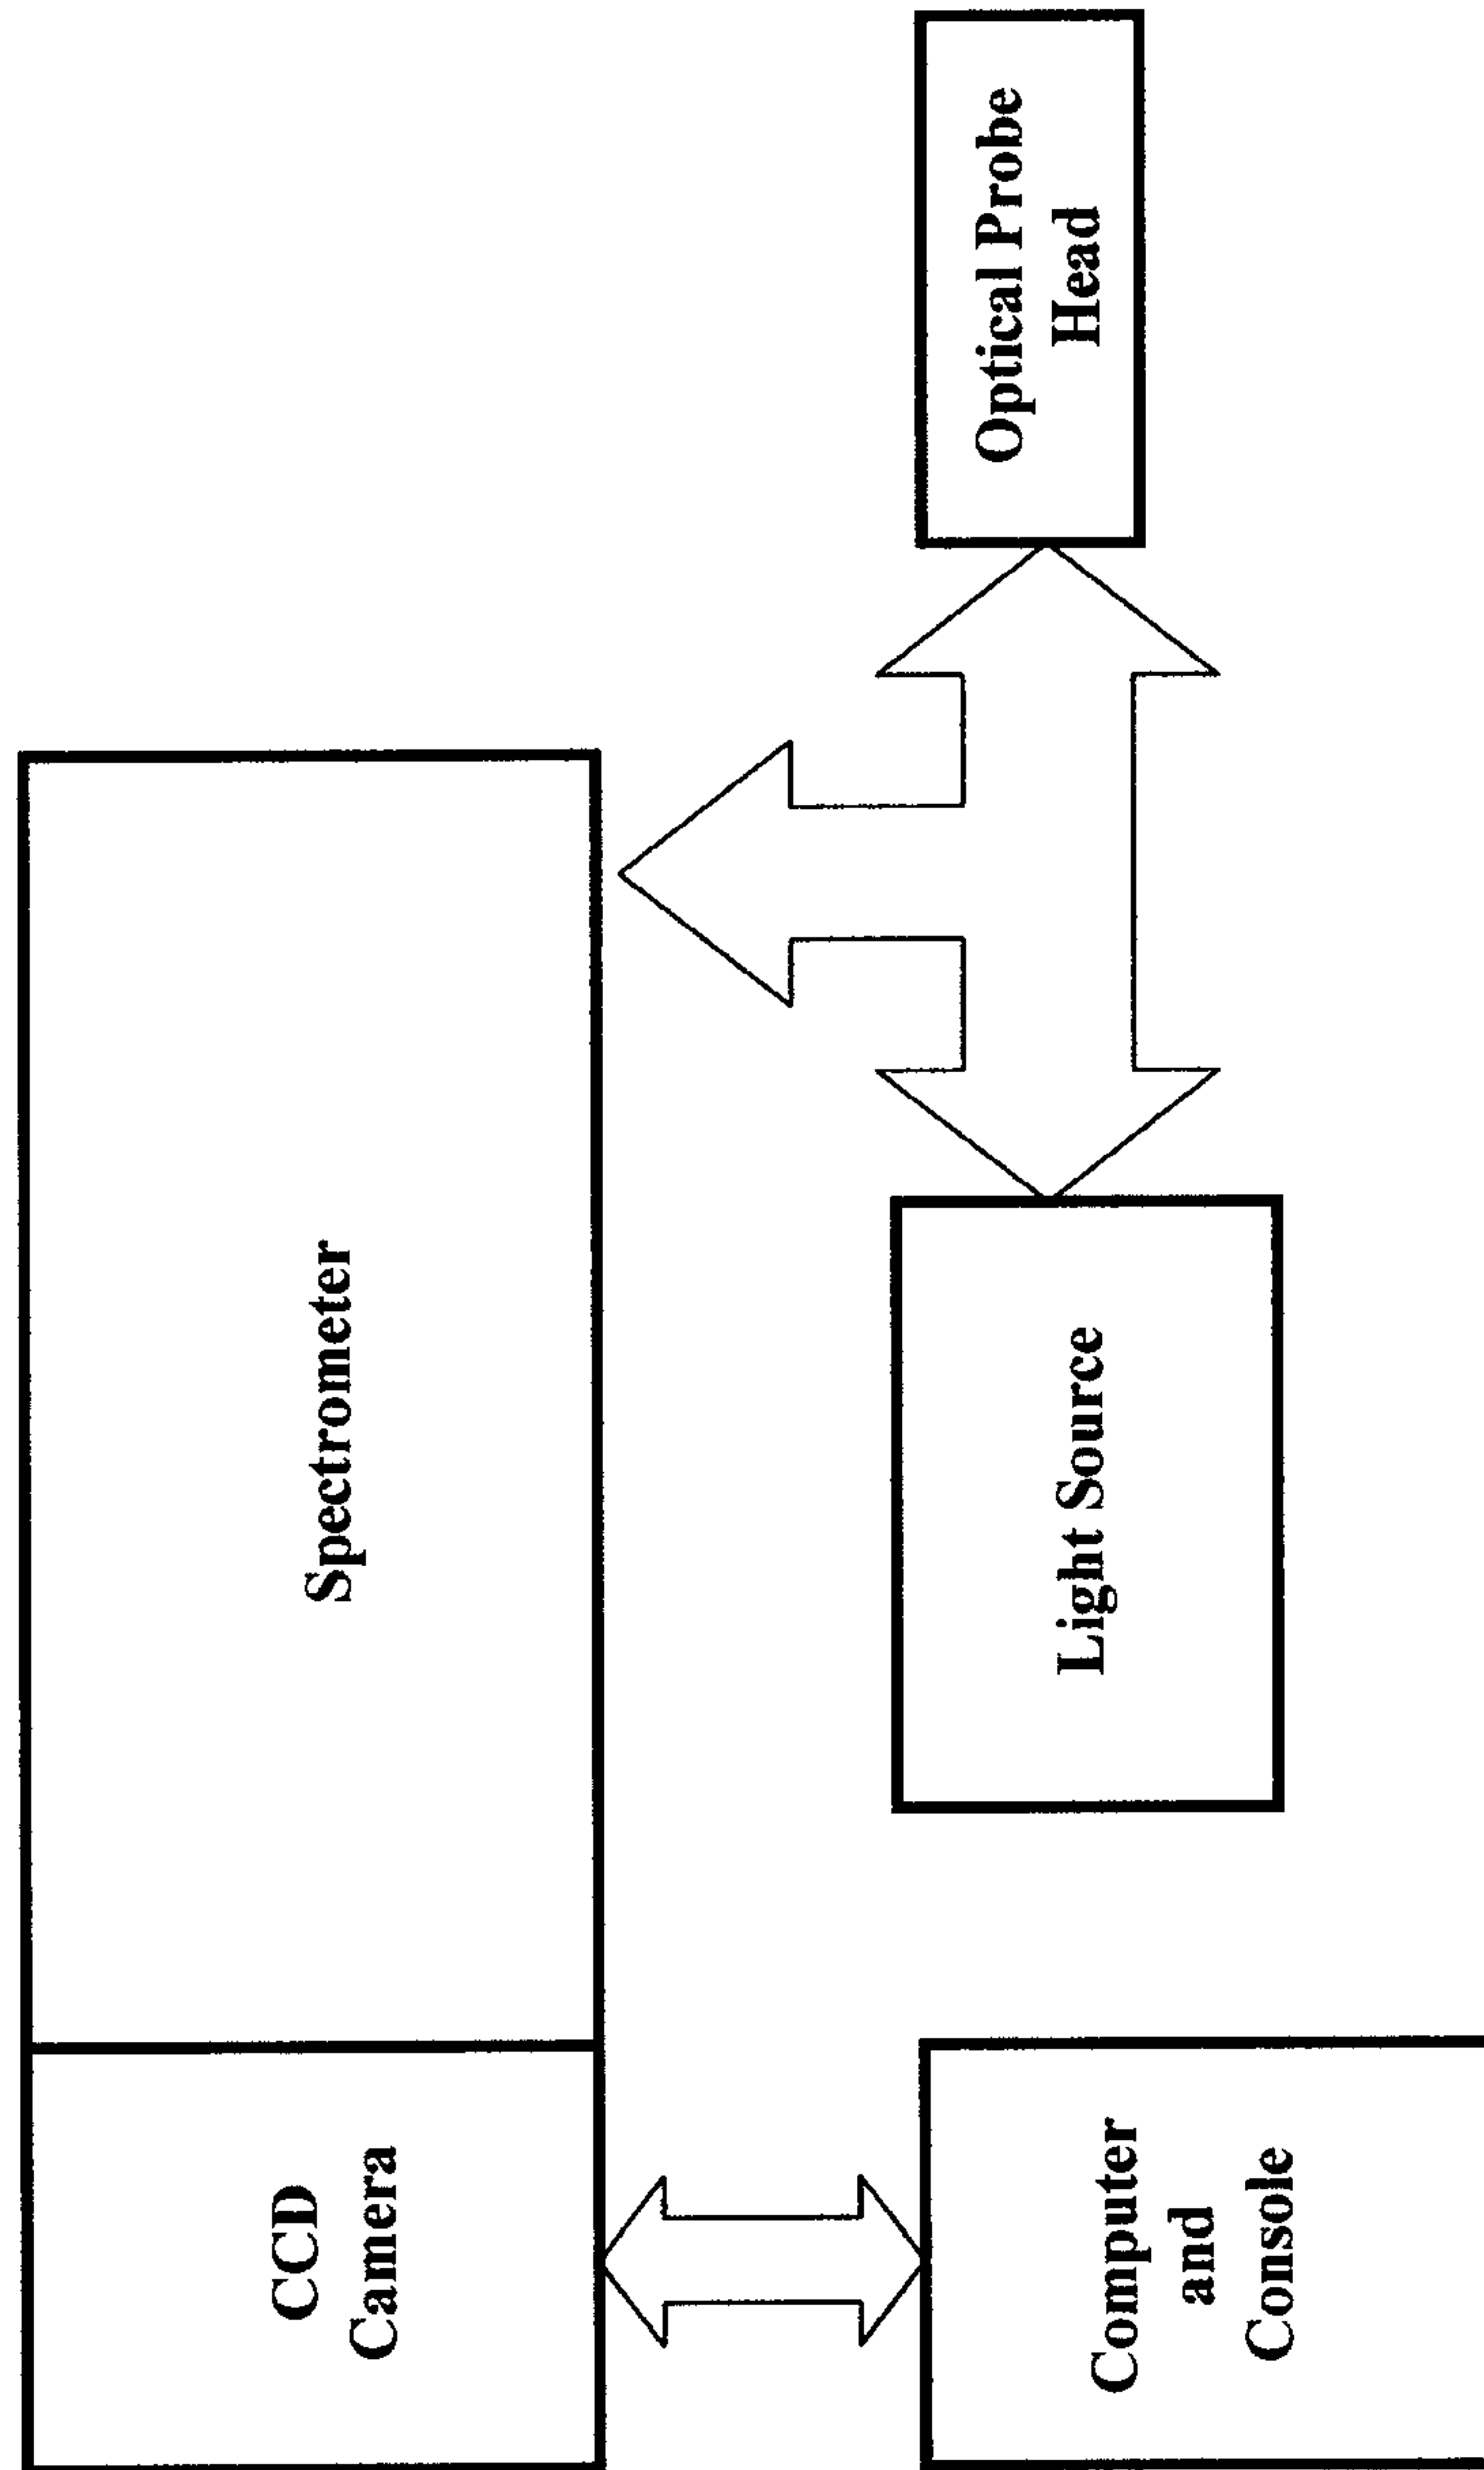 CCD
Camera
Spectrometer
Computer
and
Console
Light Source
Optical Probe
Head